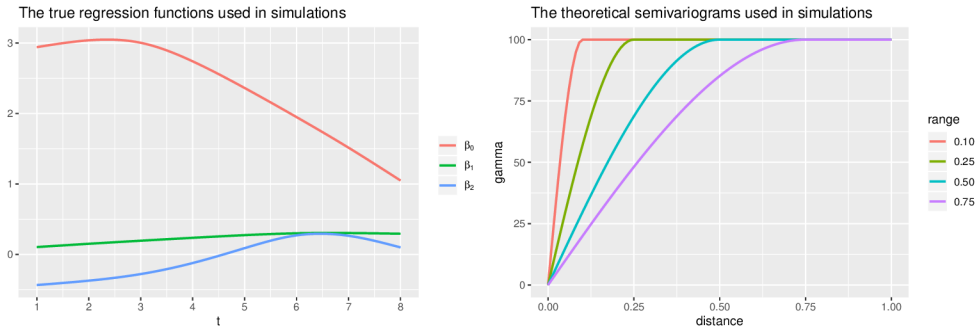 The true regression functions used in simulations
3
2
1
0
1 2 3 4 5 6 7 8
t
β₀
β₁
β₂
The theoretical semivariograms used in simulations
gamma
100
75
50
25
0
0.00 0.25 0.50 0.75 1.00
distance
range
0.10
0.25
0.50
0.75